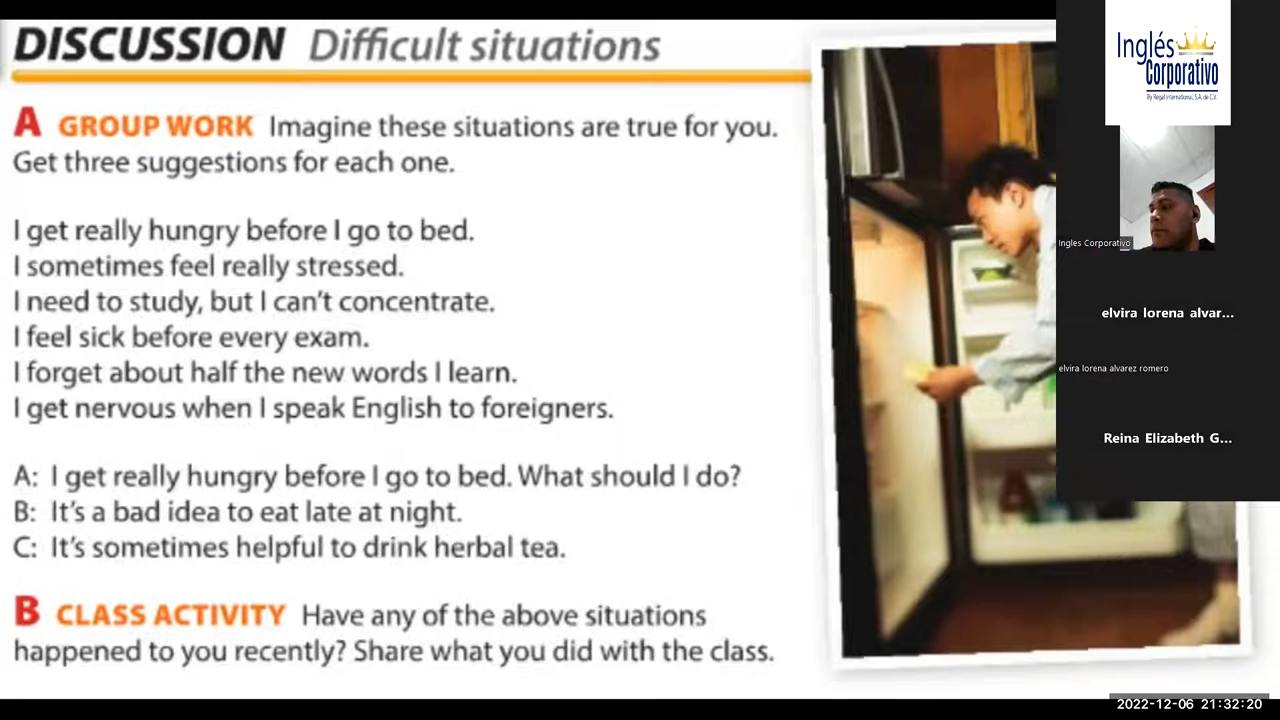 DISCUSSION Difficult situations
A GROUP WORK Imagine these situations are true for you.
Get three suggestions for each one.
I get really hungry before I go to bed.
I sometimes feel really stressed.
I need to study, but I can't concentrate.
I feel sick before every exam.
I forget about half the new words I learn.
I get nervous when I speak English to foreigners.
A: I get really hungry before I go to bed. What should I do?
B: It's a bad idea to eat late at night.
C: It's sometimes helpful to drink herbal tea.
B CLASS ACTIVITY Have any of the above situations
happened to you recently? Share what you did with the class.
Inglés
Corporativo
By Regal International, S.A. de C.V.
Ingles Corporativo
elvira lorena alvar...
elvira lorena alvarez romero
Reina Elizabeth G...
2022-12-06 21:32:20